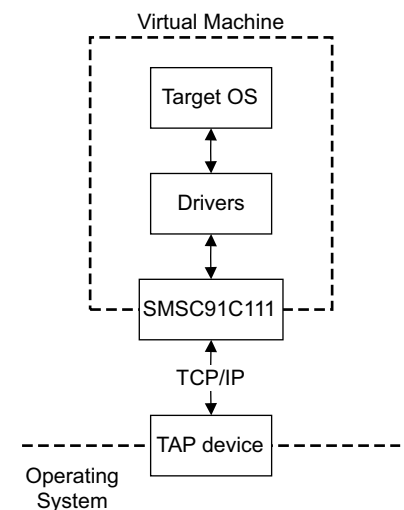 Virtual Machine
Target OS
Drivers
SMSC91C111
TCP/IP
TAP device
Operating
System